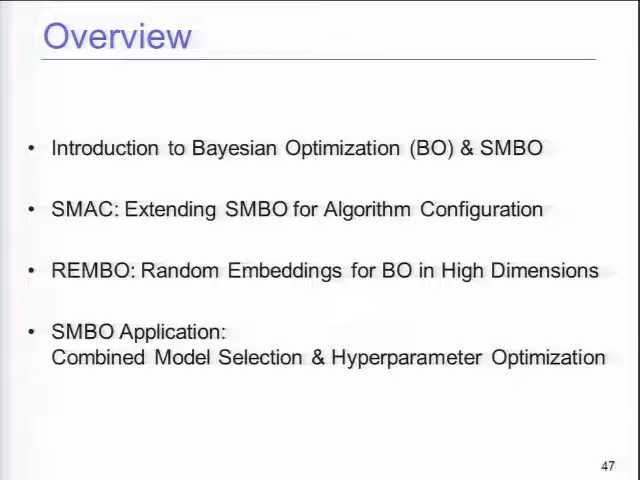 Overview
• Introduction to Bayesian Optimization (BO) & SMBO
• SMAC: Extending SMBO for Algorithm Configuration
• REMBO: Random Embeddings for BO in High Dimensions
• SMBO Application:
Combined Model Selection & Hyperparameter Optimization
47